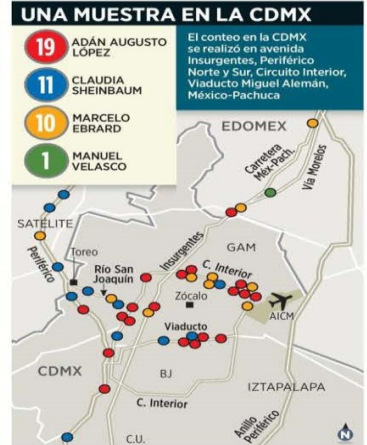 UNA MUESTRA EN LA CDMX
19 ADÁN AUGUSTO
LÓPEZ
11 CLAUDIA
SHEINBAUM
10 MARCELO
EBRARD
1 MANUEL
VELASCO
El conteo en la CDMX
se realizó en avenida
Insurgentes, Periférico
Norte y Sur, Circuito Interior,
Viaducto Miguel Alemán,
México-Pachuca
EDOMEX
Carretera
Méx-Pach.
Vía Morelos
SATÉLITE
Periférico
Toreo
Insurgentes
GAM
Río San
Joaquín
C. Interior
Zócalo
AICM
Viaducto
CDMX
BJ
IZTAPALAPA
C. Interior
Anillo
Periférico
C.U.
N